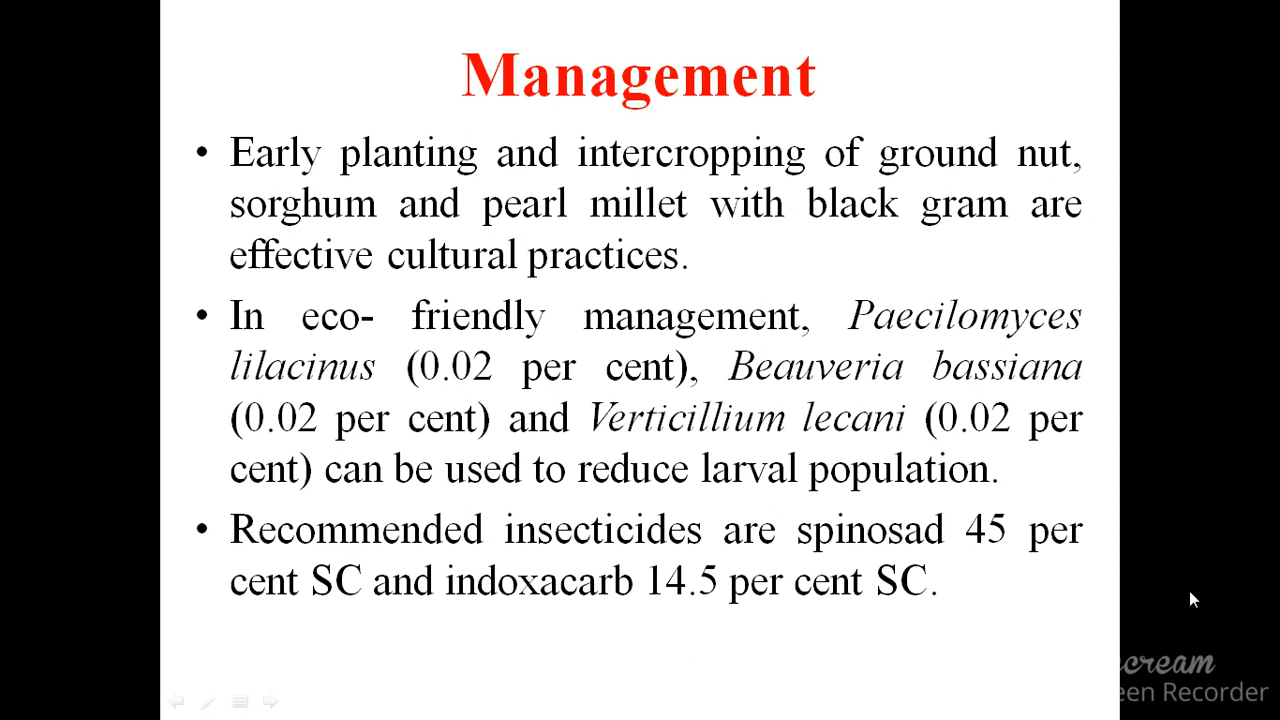 Management
• Early planting and intercropping of ground nut,
sorghum and pearl millet with black gram are
effective cultural practices.
• In eco- friendly management, Paecilomyces
lilacinus (0.02 per cent), Beauveria bassiana
(0.02 per cent) and Verticillium lecani (0.02 per
cent) can be used to reduce larval population.
• Recommended insecticides are spinosad 45 per
cent SC and indoxacarb 14.5 per cent SC.
cream
een Recorder